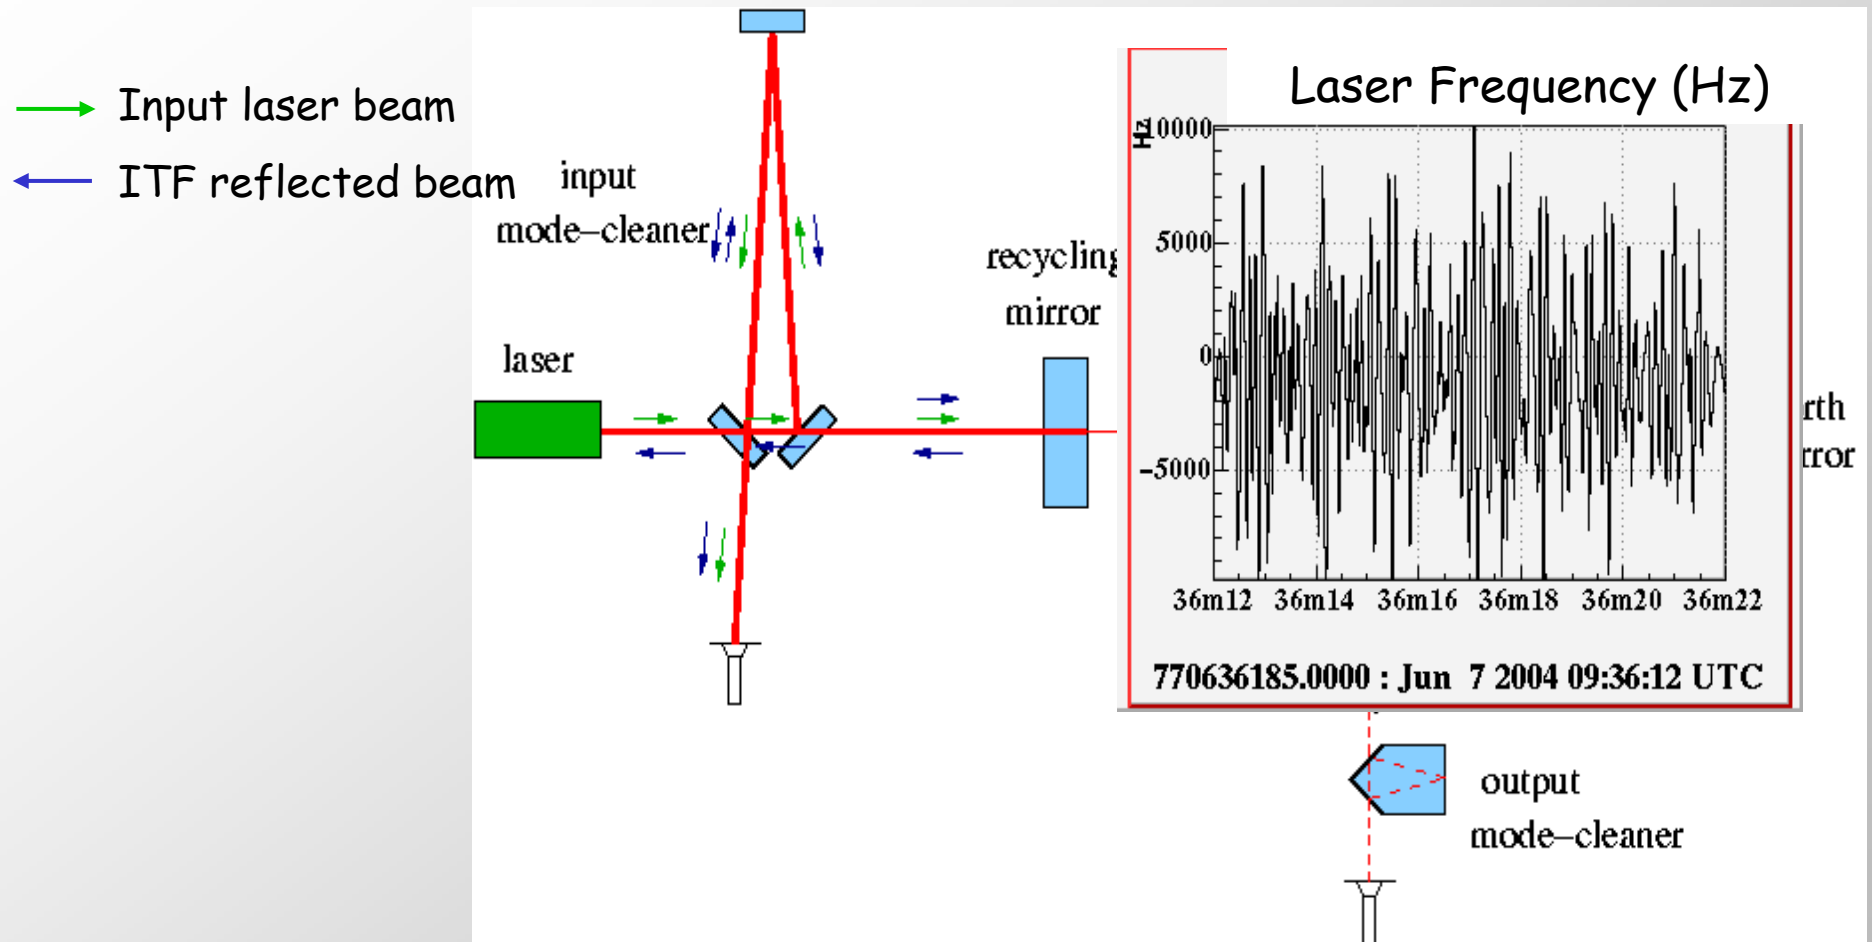 Input laser beam
ITF reflected beam
input
mode–cleaner
laser
recycling
mirror
Laser Frequency (Hz)
Hz
10000
5000
0
−5000
36m12 36m14 36m16 36m18 36m20 36m22
770636185.0000 : Jun 7 2004 09:36:12 UTC
rth
rror
output
mode–cleaner